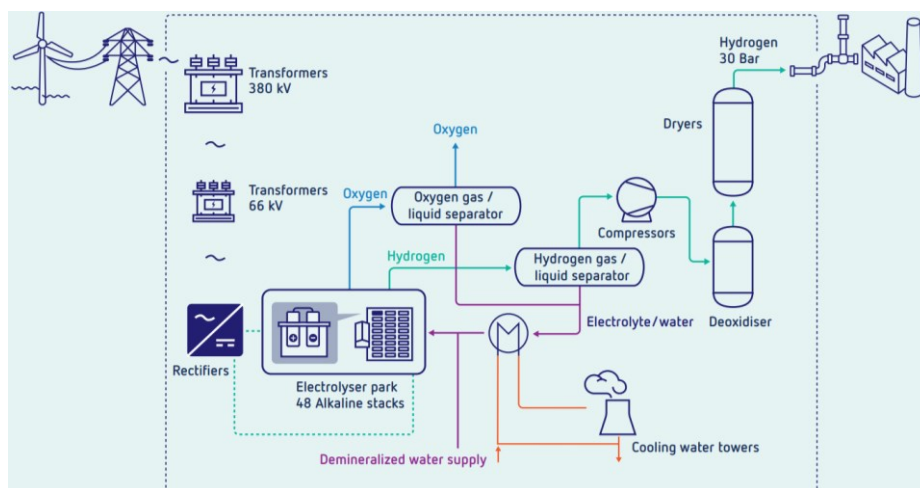 Hydrogen
30 Bar
Transformers
380 kV
Dryers
Oxygen
Transformers
66 kV
Oxygen
Oxygen gas /
liquid separator
Compressors
Hydrogen
Hydrogen gas /
liquid separator
Electrolyte/water
Deoxidiser
Rectifiers
Electrolyser park
48 Alkaline stacks
Cooling water towers
Demineralized water supply